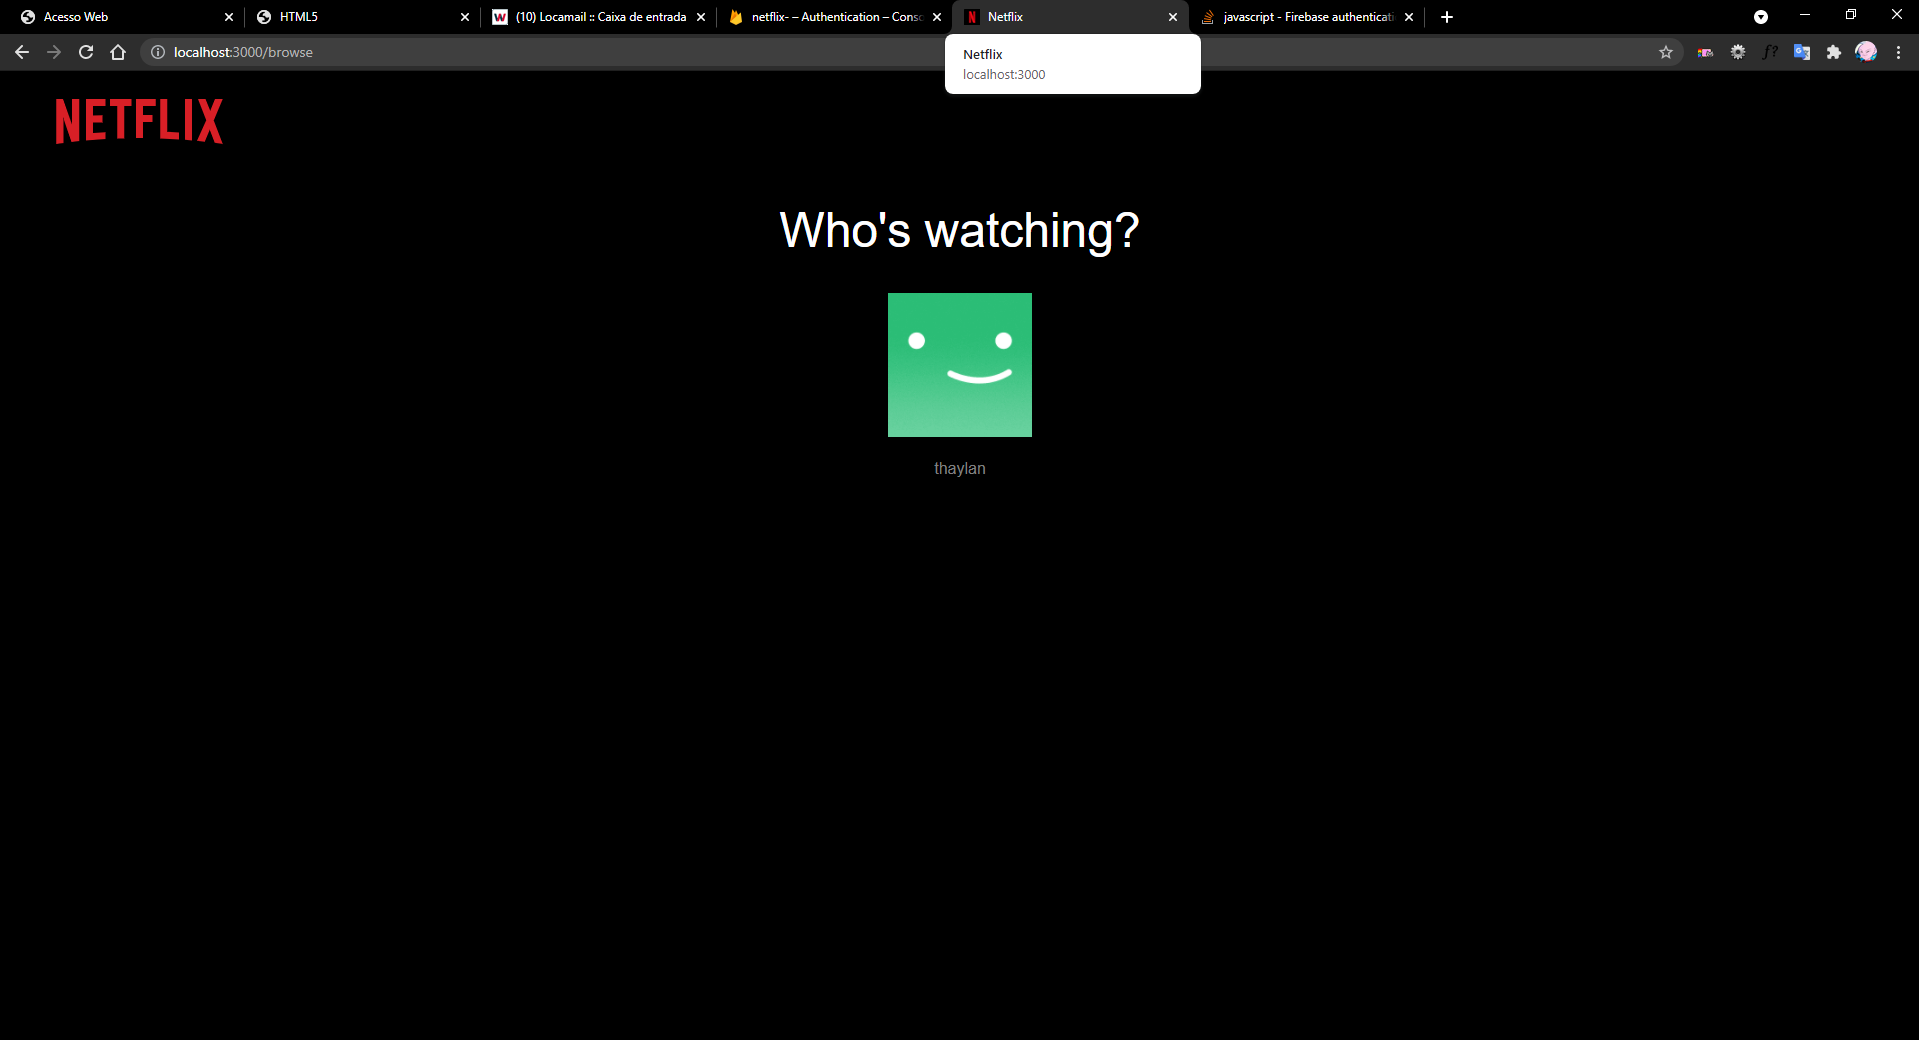 Acesso Web
HTML5
(10) Locamail :: Caixa de entrada
netflix- – Authentication – Conso
Netflix
javascript - Firebase authenticati
localhost:3000/browse
f?
Netflix
localhost:3000
NETFLIX
Who's watching?
thaylan